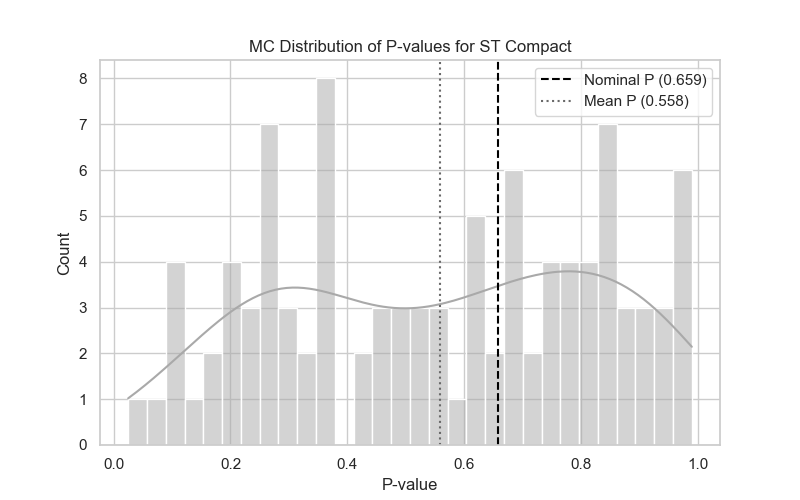 MC Distribution of P-values for ST Compact
Nominal P (0.659)
Mean P (0.558)
Count
8
7
6
5
4
3
2
1
0
0.0 0.2 0.4 0.6 0.8 1.0
P-value